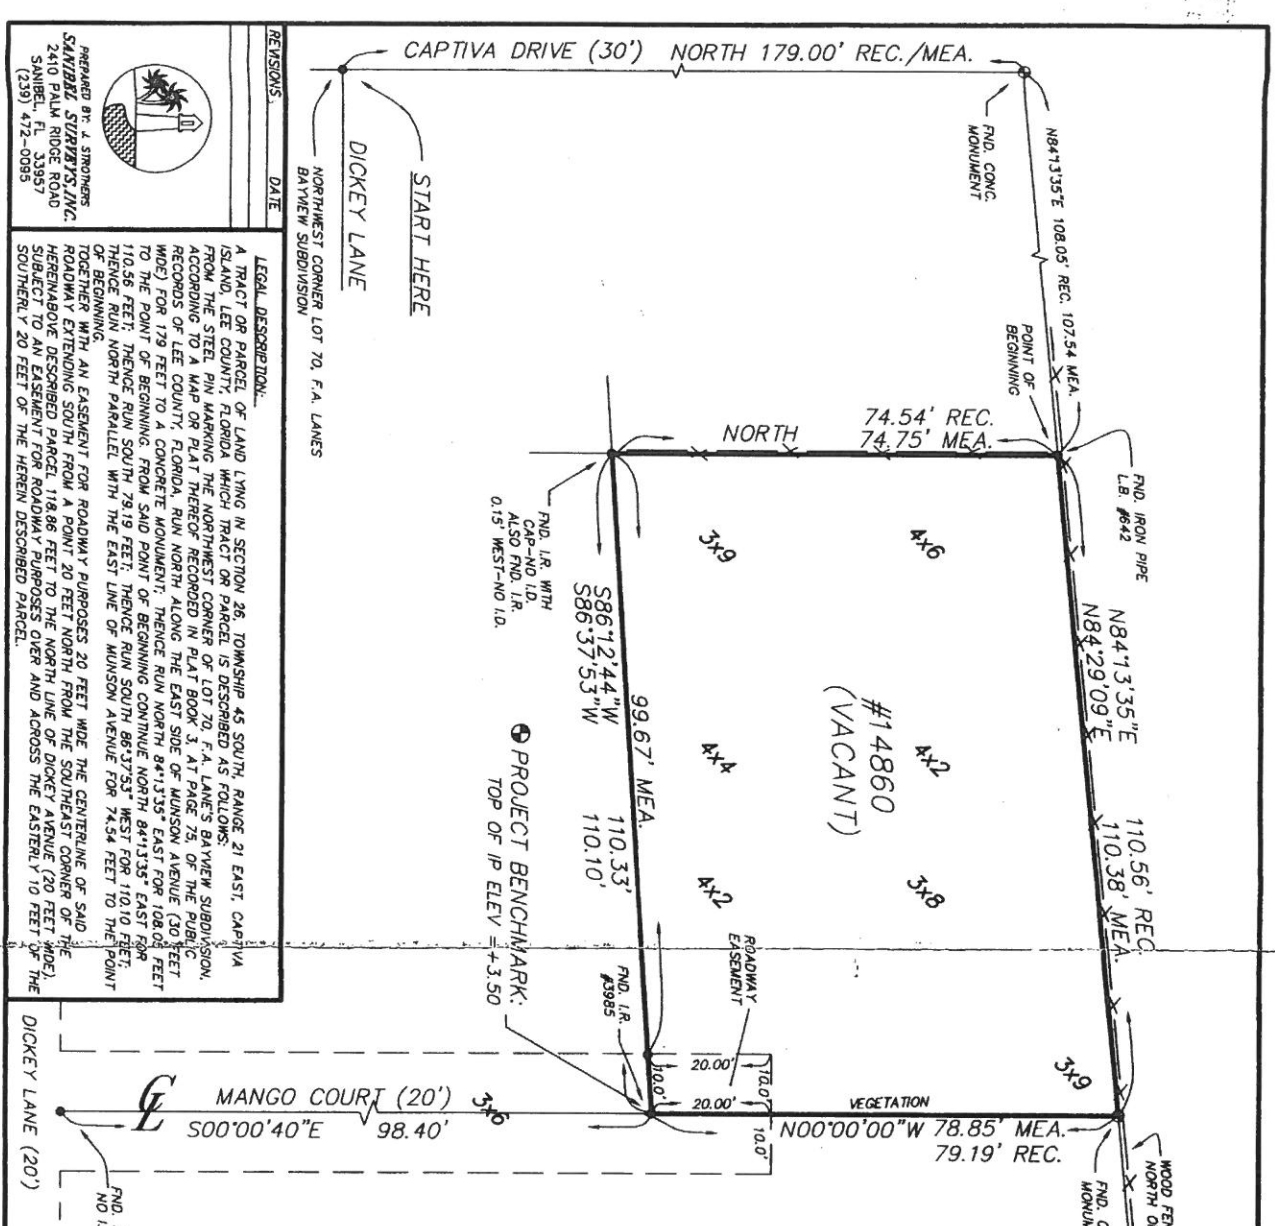 CAPTIVA DRIVE (30') NORTH 179.00' REC./MEA.
START HERE
DICKEY LANE
NORTHWEST CORNER LOT 70, F.A. LANES
BAYVIEW SUBDIVISION
FND. CONC.
MONUMENT
N84°13'35"E 108.05' REC. 107.54 MEA.
POINT OF
BEGINNING
FND. IRON PIPE
L.B. #642
NORTH
74.54' REC.
74.75' MEA.
FND. I.R. WITH
CAP-NO I.D.
ALSO FND. I.R.
0.15' WEST-NO I.D.
3x9
4x6
N84°13'35"E
N84°29'09"E
110.56' REC.
110.38' MEA.
S86°12'44"W
S86°37'53"W
99.67' MEA.
110.33'
110.10'
#14860
(VACANT)
4x4
4x2
4x2
3x8
3x9
PROJECT BENCHMARK:
TOP OF IP ELEV =+3.50
FND. I.R.
#3985
ROADWAY
EASEMENT
20.00'
20.00'
10.0'
10.0'
10.0'
VEGETATION
N00°00'00"W 78.85' MEA.
79.19' REC.
MANGO COURT (20')
3x6
S00°00'40"E 98.40'
CL
DICKEY LANE (20')
FND.
FND.
WOOD
NORTH
REVISIONS DATE
PREPARED BY: J. STROTHERS
SANIBEL SURVEYS, INC.
2410 PALM RIDGE ROAD
SANIBEL, FL 33957
(239) 472-0095
LEGAL DESCRIPTION:
A TRACT OR PARCEL OF LAND LYING IN SECTION 26, TOWNSHIP 45 SOUTH, RANGE 21 EAST, CAPTIVA
ISLAND, LEE COUNTY, FLORIDA WHICH TRACT OR PARCEL IS DESCRIBED AS FOLLOWS:
FROM THE STEEL PIN MARKING THE NORTHWEST CORNER OF LOT 70, F.A. LANE'S BAYVIEW SUBDIVISION,
ACCORDING TO A MAP OR PLAT THEREOF RECORDED IN PLAT BOOK 3, AT PAGE 75, OF THE PUBLIC
RECORDS OF LEE COUNTY, FLORIDA, RUN NORTH ALONG THE EAST SIDE OF MUNSON AVENUE (30 FEET
WIDE) FOR 179 FEET TO A CONCRETE MONUMENT; THENCE RUN NORTH 84°13'35" EAST FOR 108.05 FEET
TO THE POINT OF BEGINNING. FROM SAID POINT OF BEGINNING CONTINUE NORTH 84°13'35" EAST FOR
110.56 FEET; THENCE RUN SOUTH 79.19 FEET; THENCE RUN SOUTH 86°37'53" WEST FOR 110.10 FEET;
THENCE RUN NORTH PARALLEL WITH THE EAST LINE OF MUNSON AVENUE FOR 74.54 FEET TO THE POINT
OF BEGINNING.
TOGETHER WITH AN EASEMENT FOR ROADWAY PURPOSES 20 FEET WIDE THE CENTERLINE OF SAID
ROADWAY EXTENDING SOUTH FROM A POINT 20 FEET NORTH FROM THE SOUTHEAST CORNER OF THE
HEREINABOVE DESCRIBED PARCEL 118.86 FEET TO THE NORTH LINE OF DICKEY AVENUE (20 FEET WIDE).
SUBJECT TO AN EASEMENT FOR ROADWAY PURPOSES OVER AND ACROSS THE EASTERLY 10 FEET OF THE
SOUTHERLY 20 FEET OF THE HEREIN DESCRIBED PARCEL.